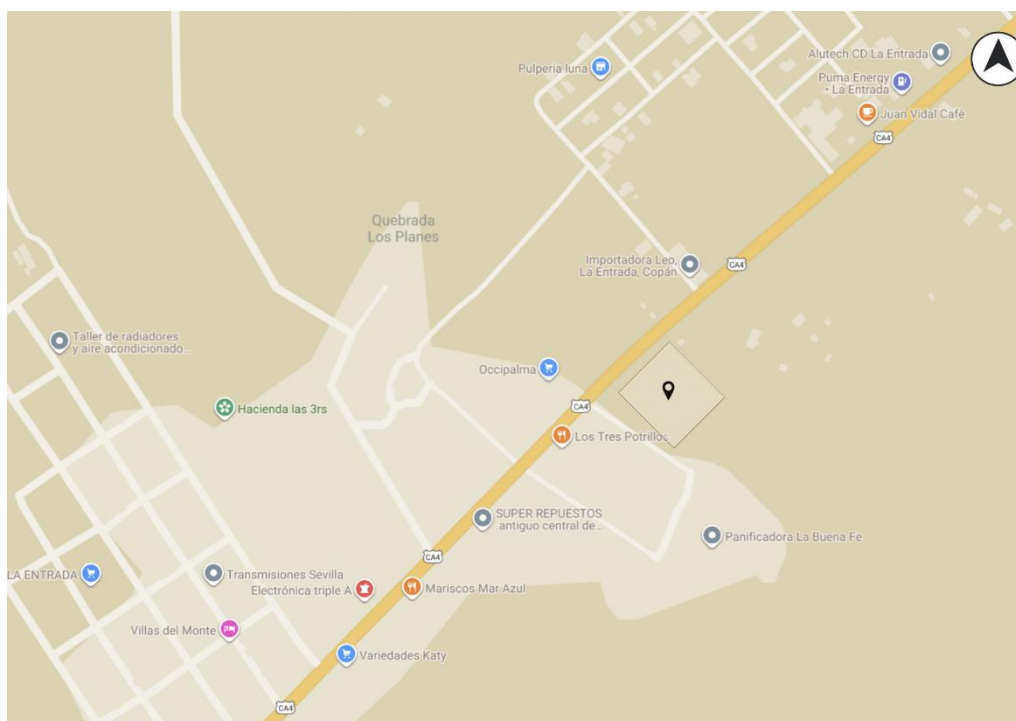 Alutech CD La Entrada
Pulperia luna
Puma Energy
• La Entrada
Juan Vidal Café
CA4
Quebrada
Los Planes
Importadora Leo,
La Entrada, Copán
CA4
Taller de radiadores
y aire acondicionado...
Occipalma
Hacienda las 3rs
CA4
Los Tres Potrillos
SUPER REPUESTOS
antiguo central de...
Panificadora La Buena Fe
CA4
LA ENTRADA
Transmisiones Sevilla
Electrónica triple A
Mariscos Mar Azul
Villas del Monte
Variedades Katy
CA4